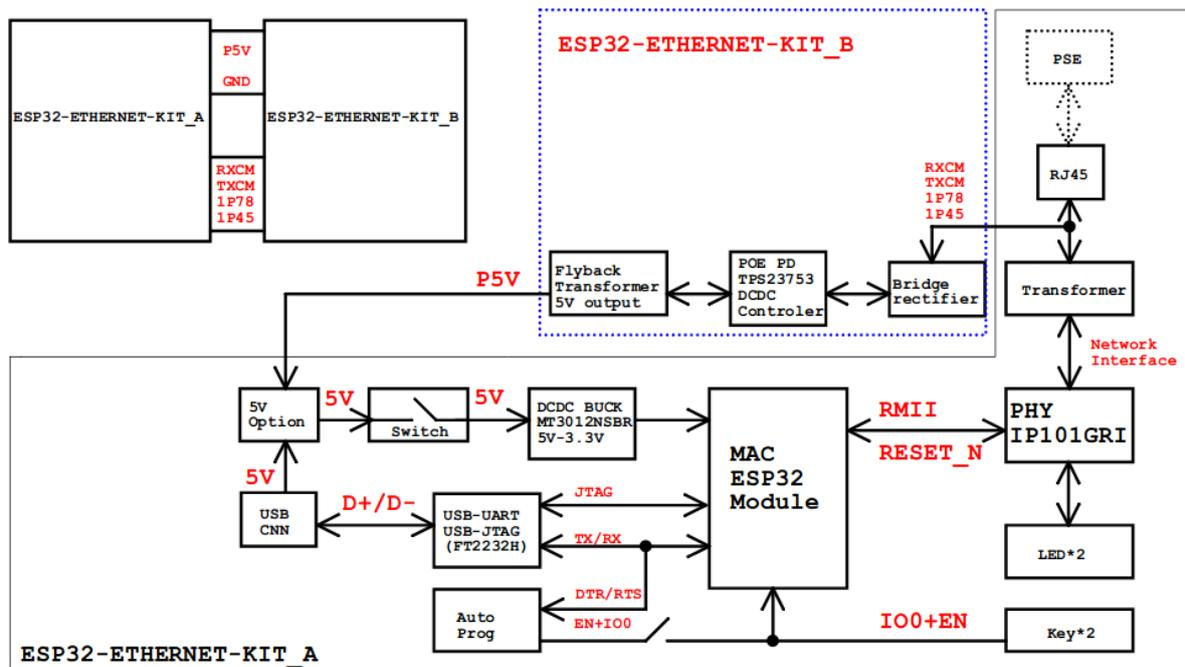 P5V
GND
ESP32-ETHERNET-KIT_A
ESP32-ETHERNET-KIT_B
RXCM
TXCM
1P78
1P45
ESP32-ETHERNET-KIT_B
PSE
RJ45
RXCM
TXCM
1P78
1P45
P5V
Flyback
Transformer
5V output
POE PD
TPS23753
DCDC
Controler
Bridge
rectifier
Transformer
Network
Interface
5V
Option
5V
Switch
5V
DCDC BUCK
MT3012NSBR
5V-3.3V
MAC
ESP32
Module
RMII
RESET_N
PHY
IP101GRI
5V
USB
CNN
D+/D-
USB-UART
USB-JTAG
(FT2232H)
JTAG
TX/RX
LED*2
DTR/RTS
EN+IO0
Auto
Prog
IO0+EN
Key*2
ESP32-ETHERNET-KIT_A